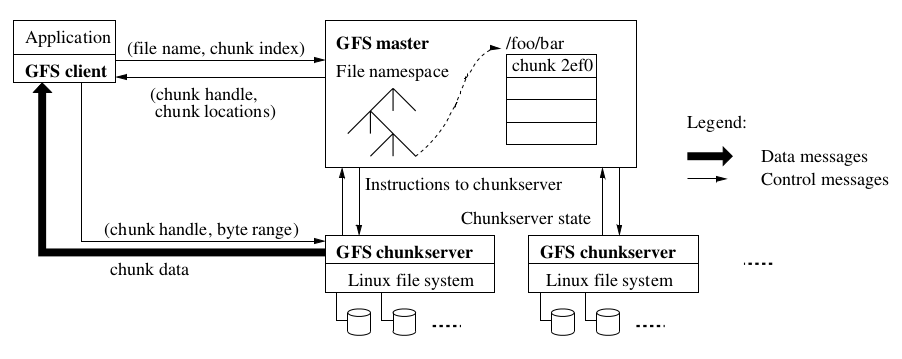 Application
GFS client
(file name, chunk index)
(chunk handle,
chunk locations)
GFS master
File namespace
/foo/bar
chunk 2ef0
Legend:
Data messages
Control messages
Instructions to chunkserver
Chunkserver state
(chunk handle, byte range)
chunk data
GFS chunkserver
Linux file system
GFS chunkserver
Linux file system